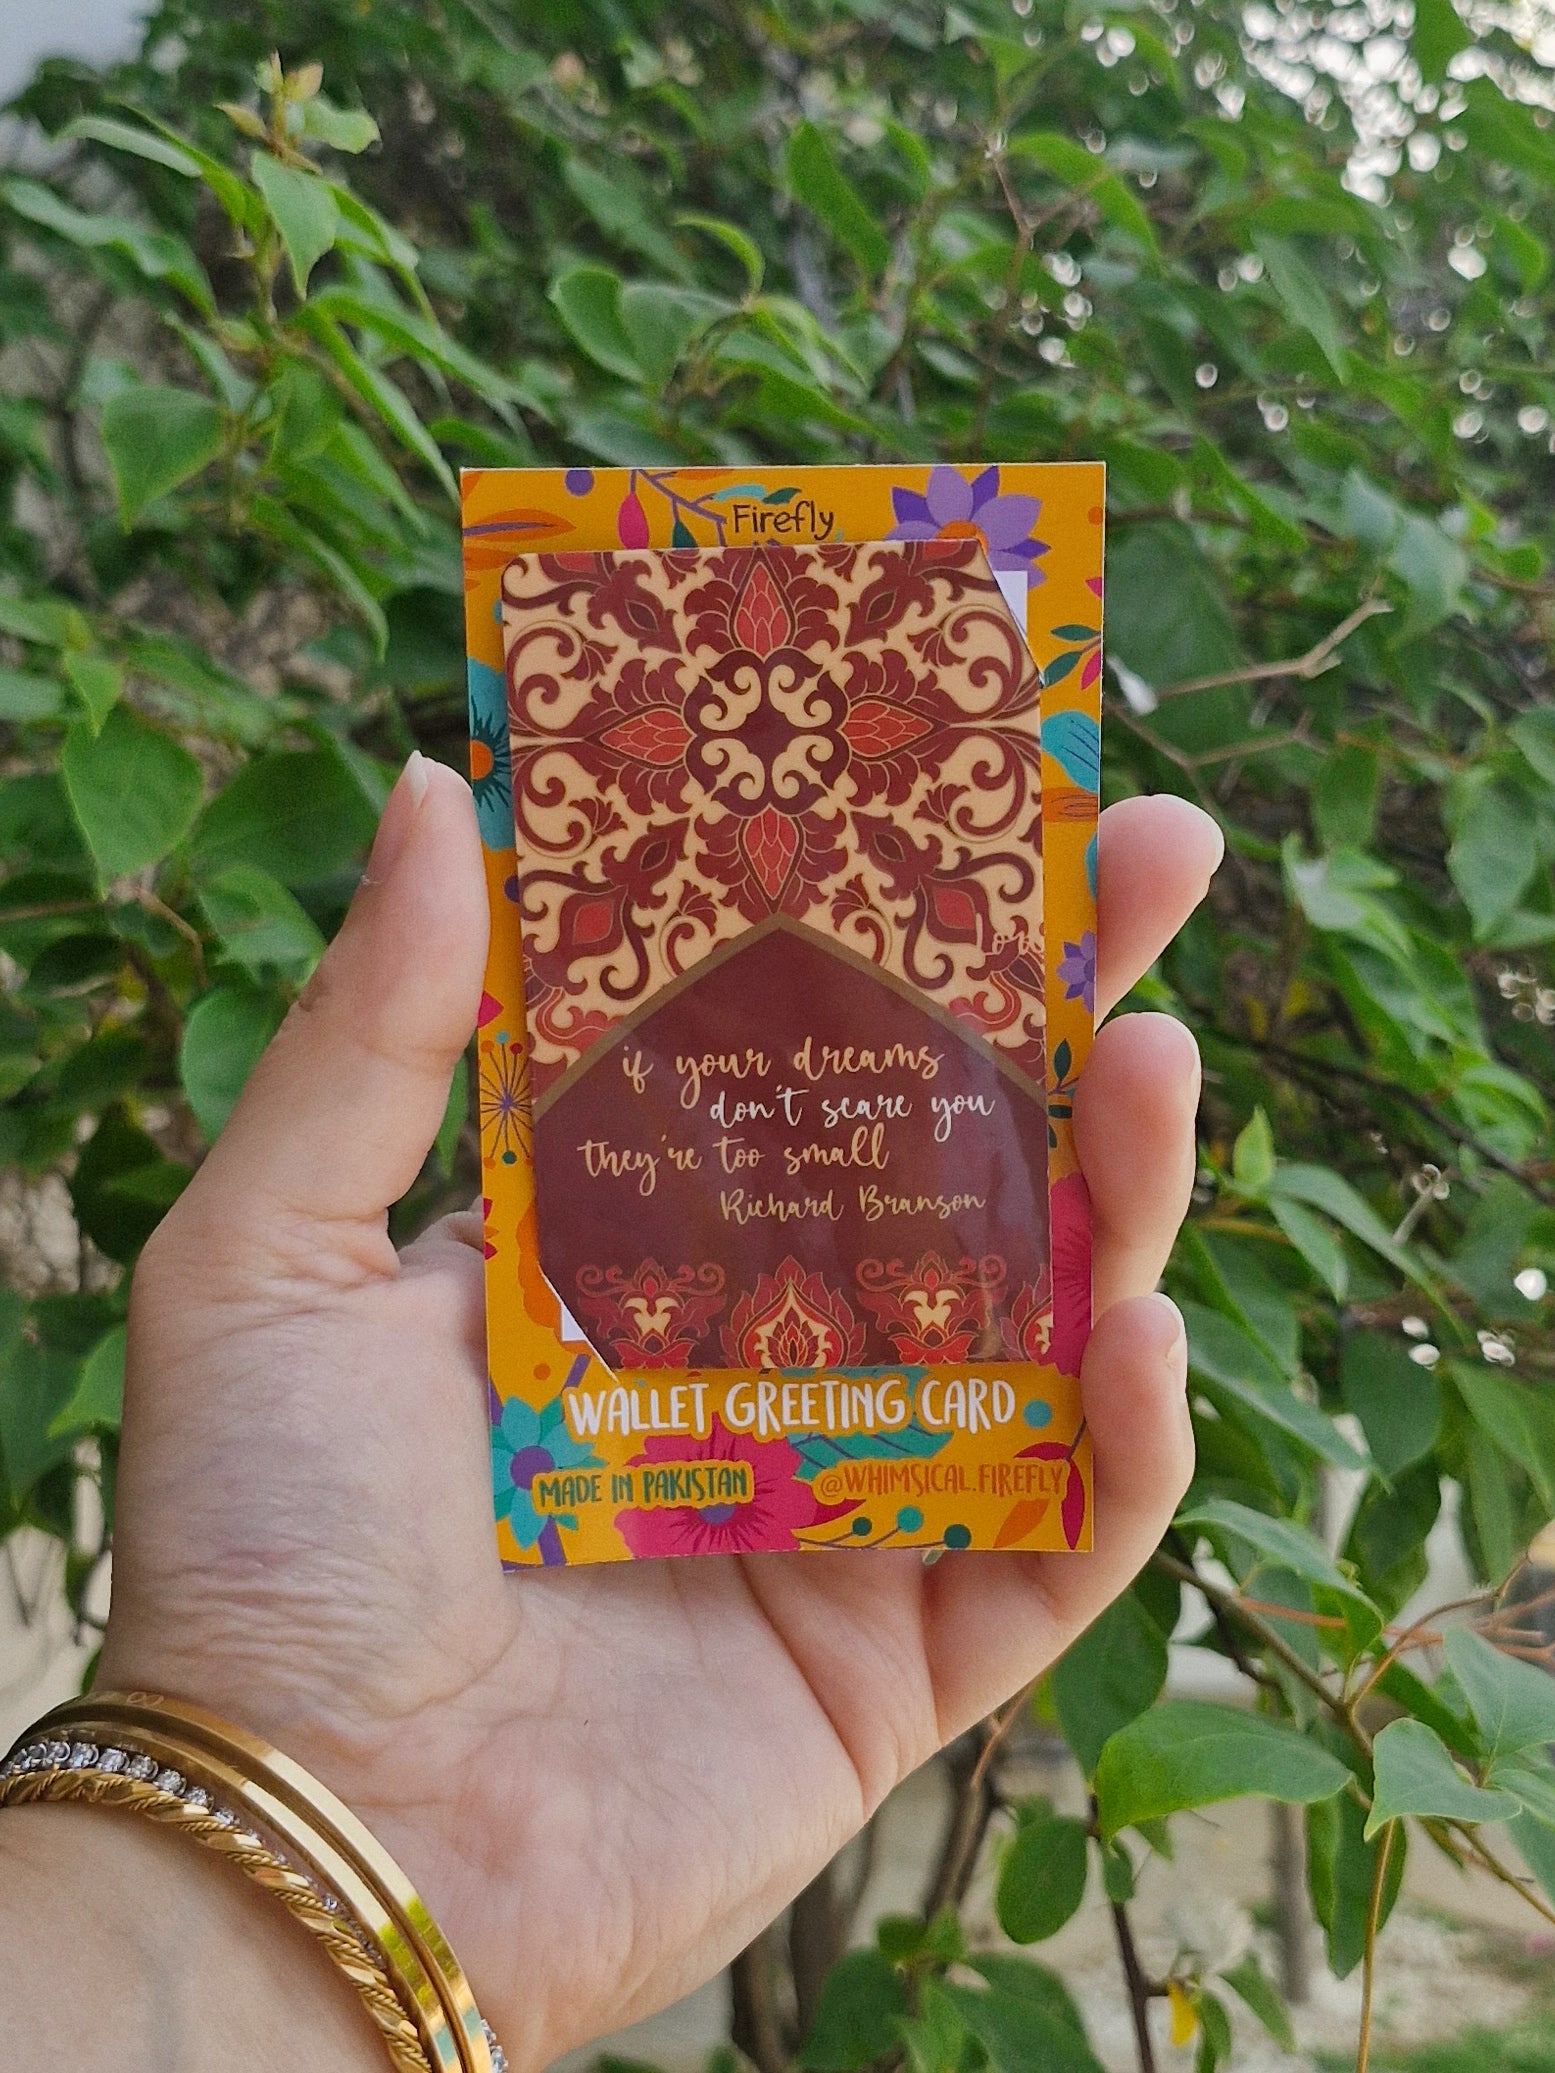 Firefly
if your dreams
don't scare you
they're too small
Richard Branson
WALLET GREETING CARD
MADE IN PAKISTAN
@WHIMSICAL.FIREFLY